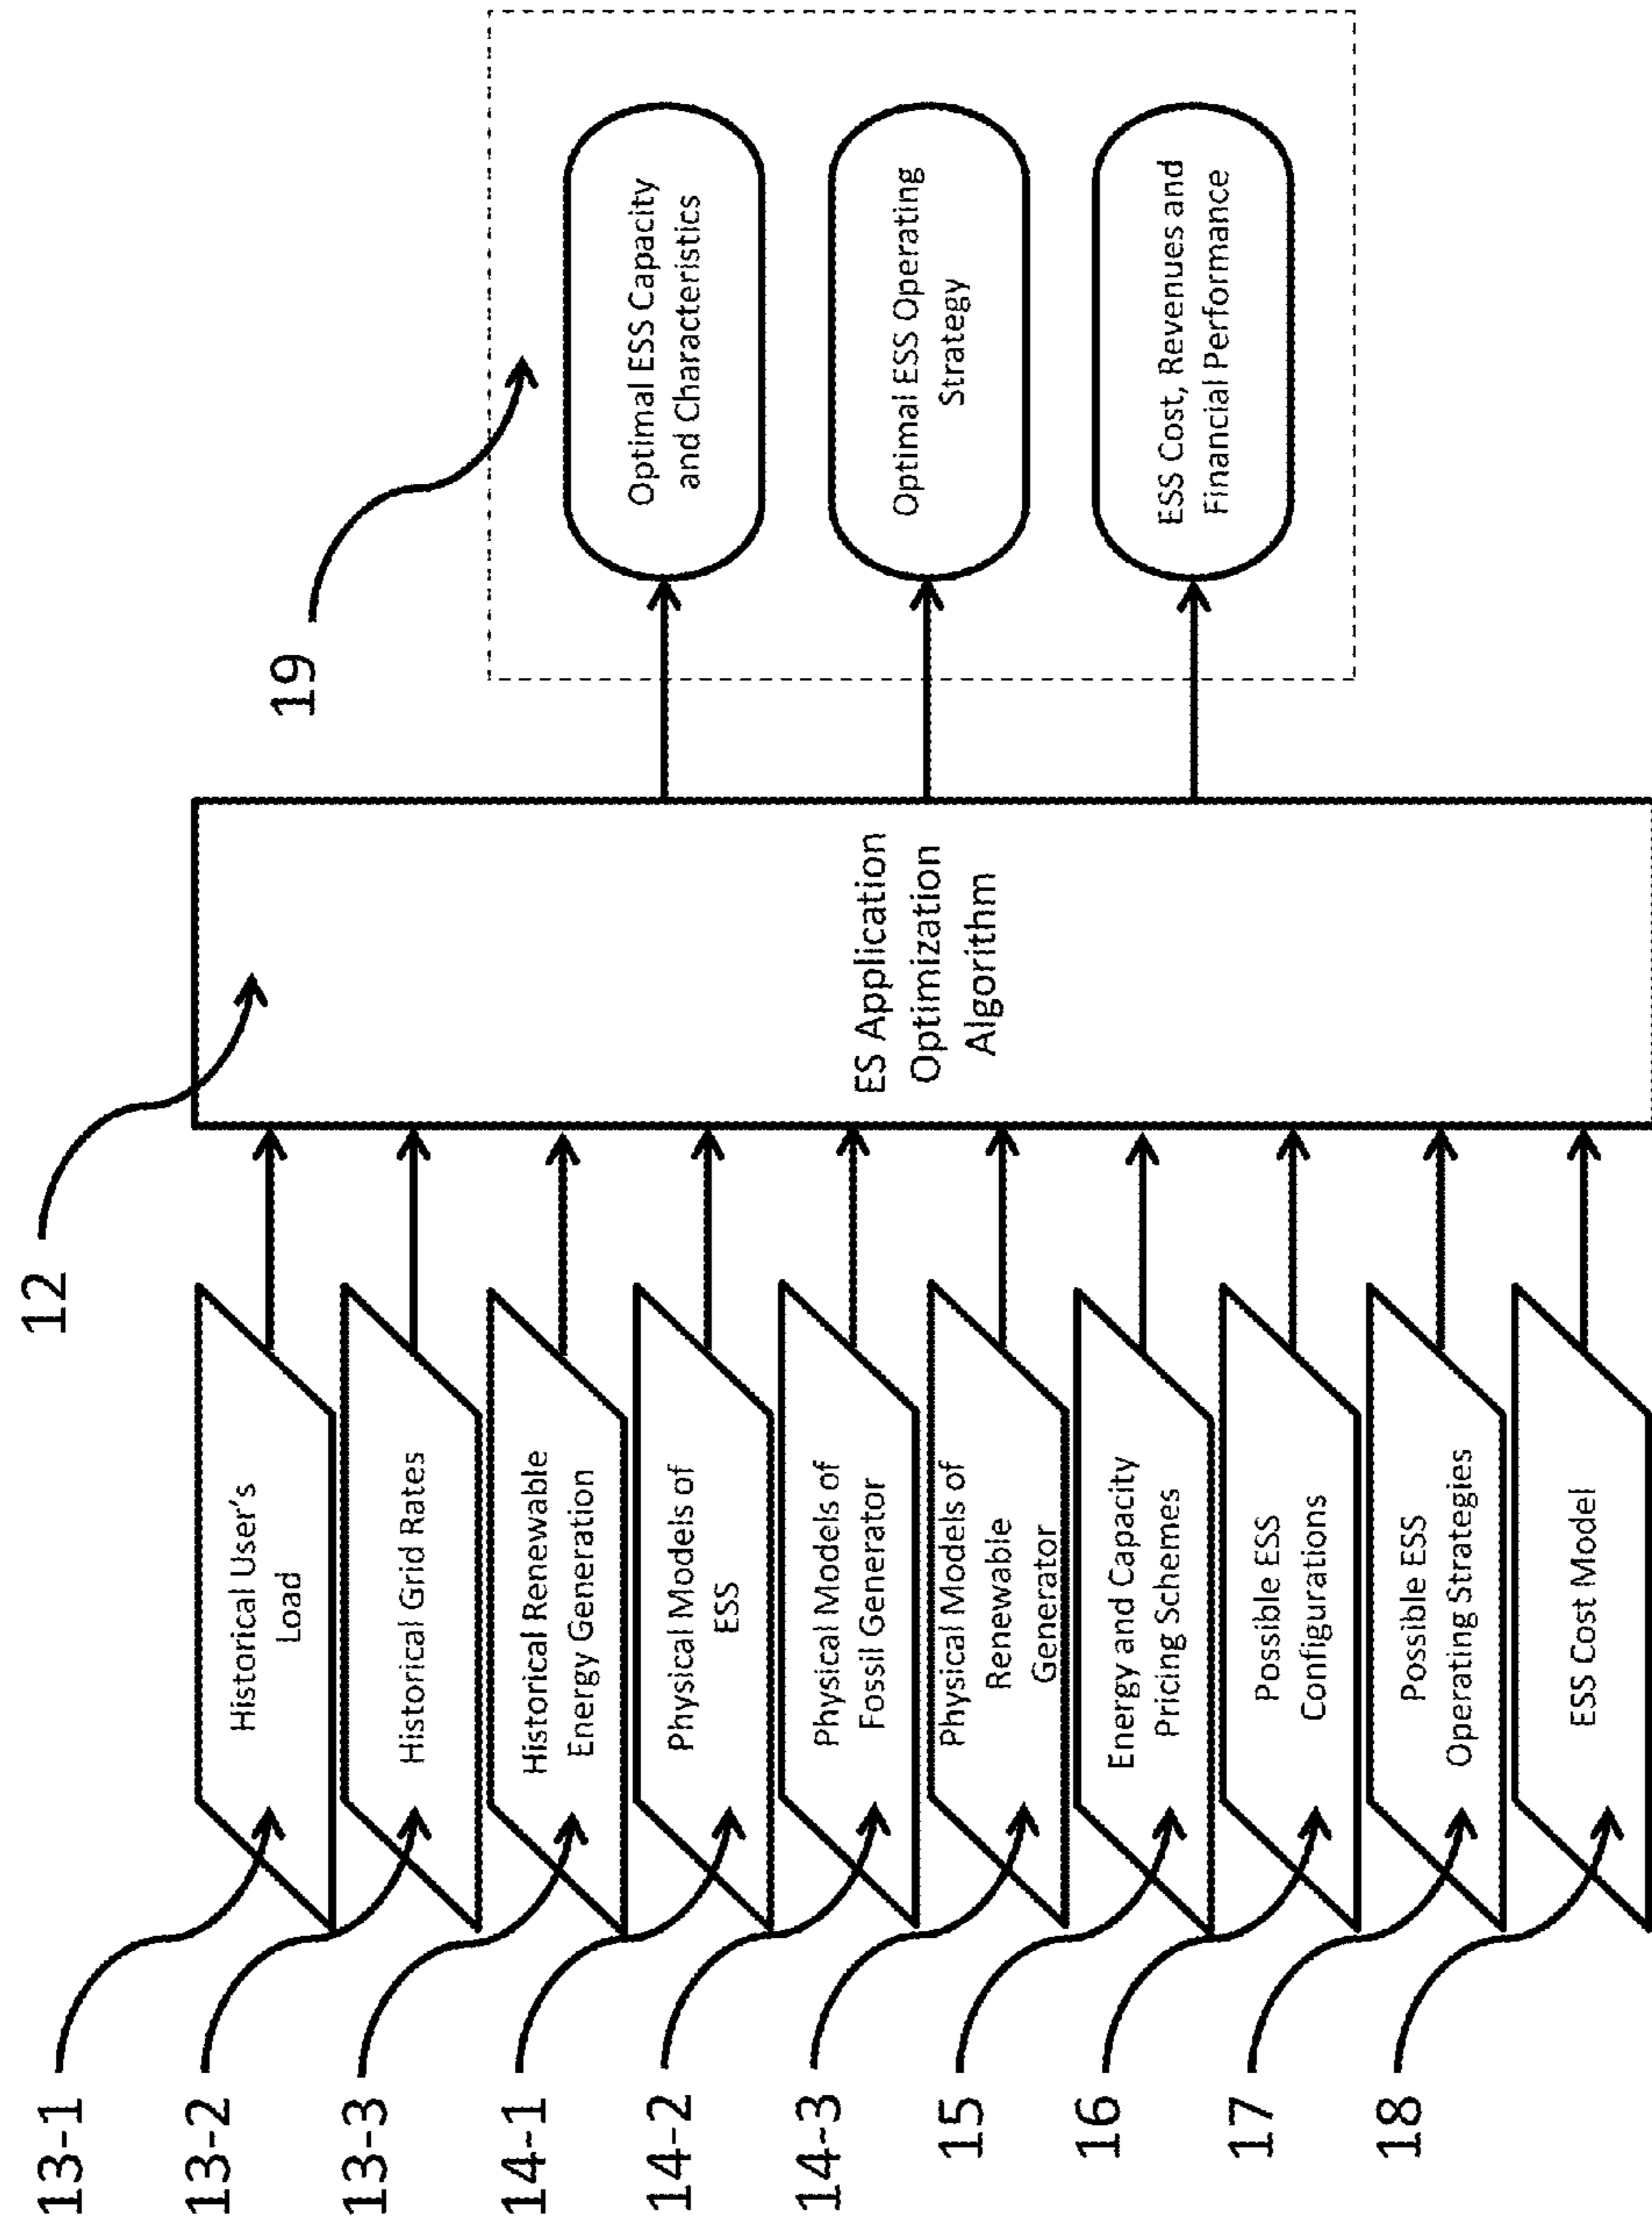 13-1
Historical User's
Load
13-2
Historical Grid Rates
13-3
Historical Renewable
Energy Generation
14-1
Physical Models of
ESS
14-2
Physical Models of
Fossil Generator
14-3
Physical Models of
Renewable
Generator
15
Energy and Capacity
Pricing Schemes
16
Possible ESS
Configurations
17
Possible ESS
Operating Strategies
18
ESS Cost Model
12
ES Application
Optimization
Algorithm
19
Optimal ESS Capacity
and Characteristics
Optimal ESS Operating
Strategy
ESS Cost, Revenues and
Financial Performance